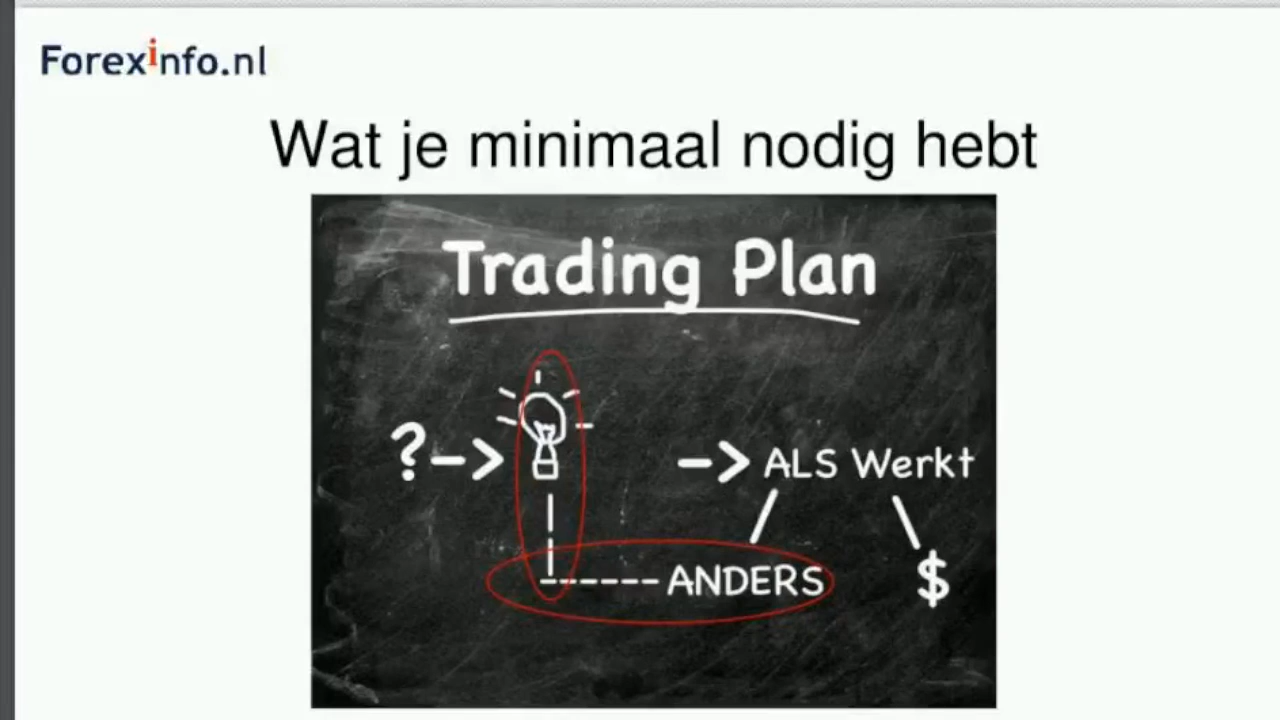 Forexinfo.nl
Wat je minimaal nodig hebt
Trading Plan
? -> -> ALS Werkt
------ ANDERS $